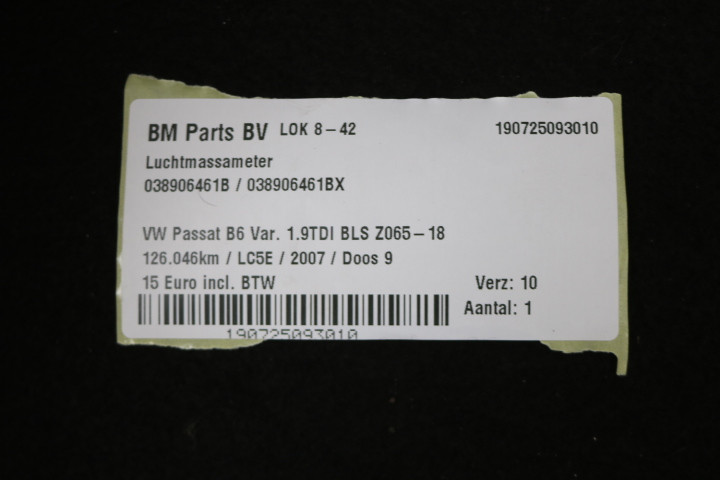 BM Parts BV LOK 8-42 190725093010
Luchtmassameter
038906461B / 038906461BX
VW Passat B6 Var. 1.9TDI BLS Z065-18
126.046km / LC5E / 2007 / Doos 9
15 Euro incl. BTW Verz: 10
Aantal: 1
190725093010